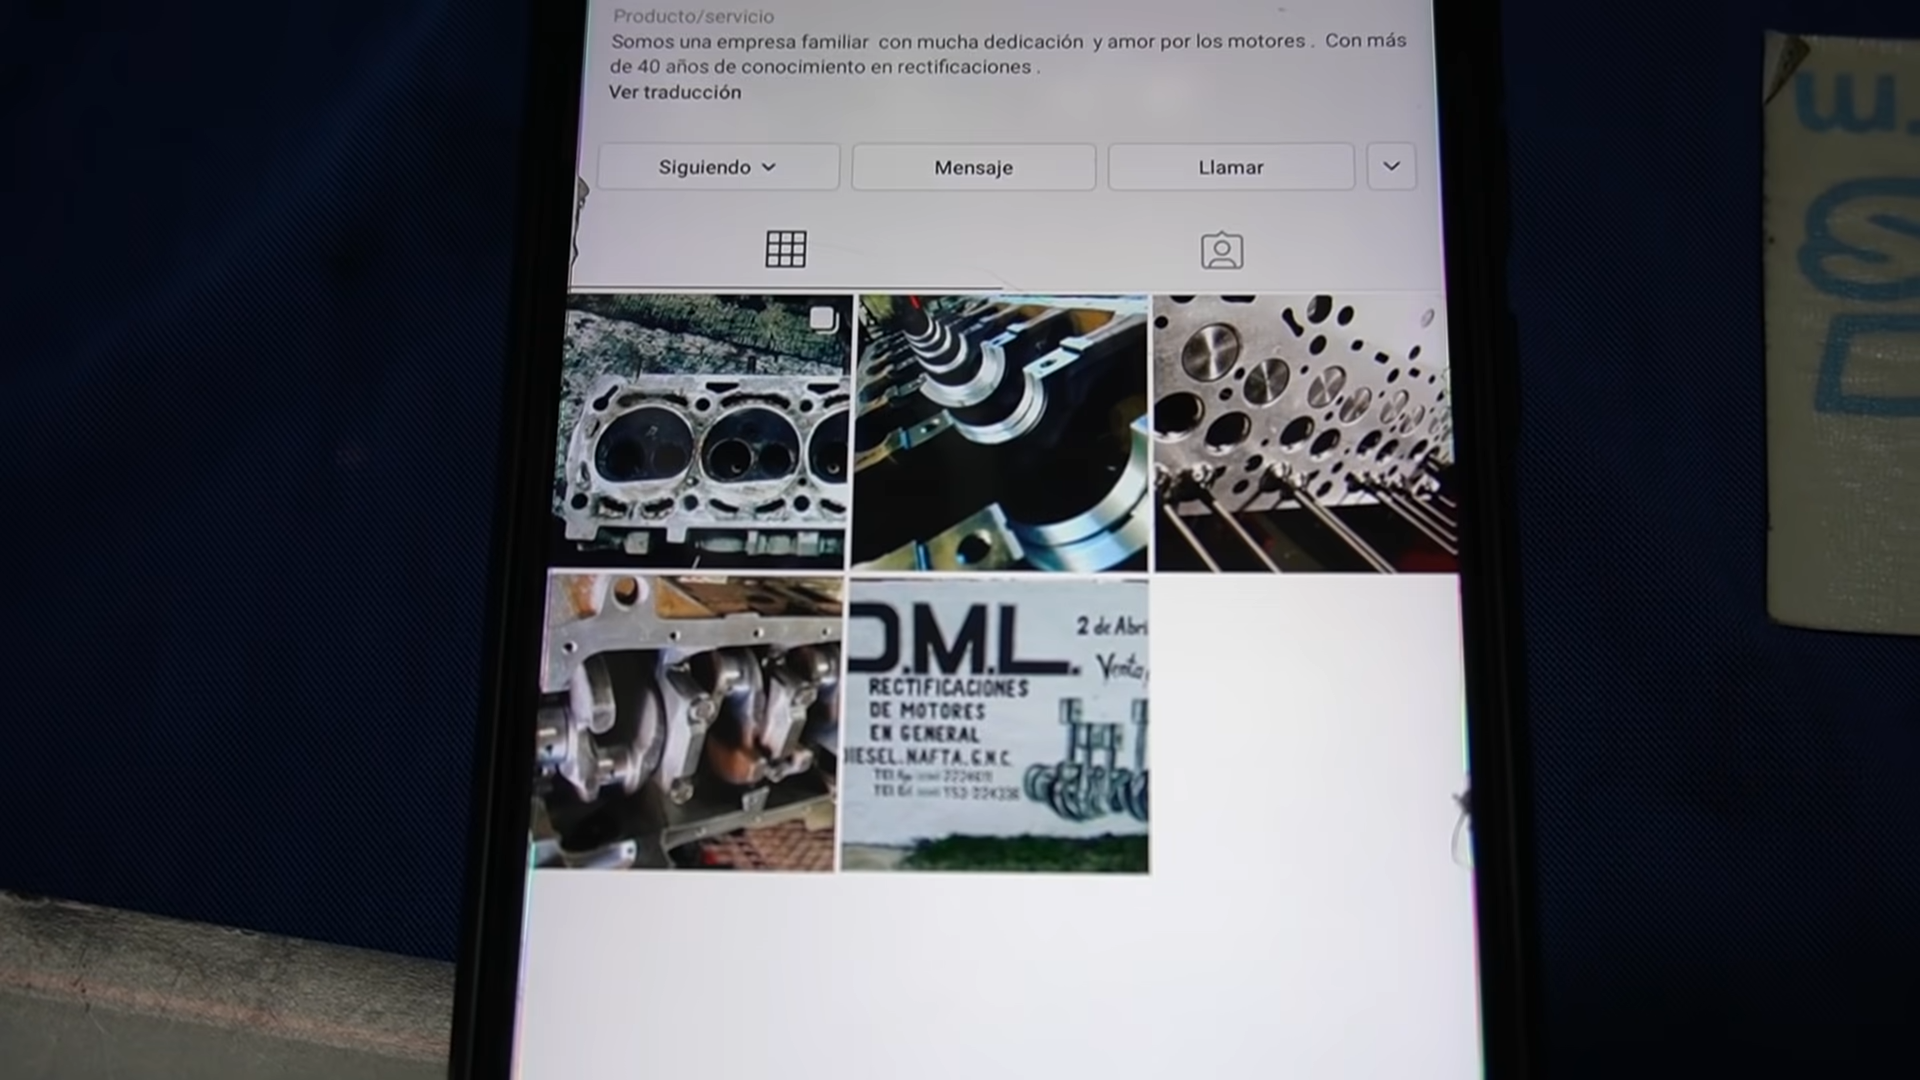 Producto/servicio
Somos una empresa familiar con mucha dedicación y amor por los motores . Con más
de 40 años de conocimiento en rectificaciones .
Ver traducción
Siguiendo
Mensaje
Llamar
D.M.L.
2 de Abri
Venta
RECTIFICACIONES
DE MOTORES
EN GENERAL
DIESEL.NAFTA.G.N.C.